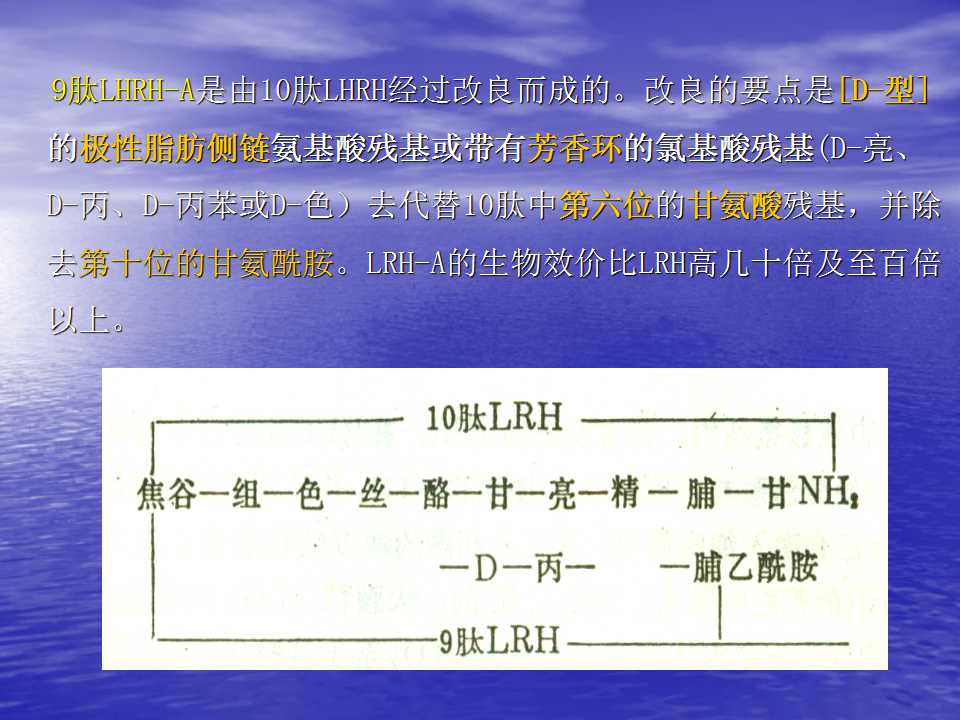 9肽LHRH-A是由10肽LHRH经过改良而成的。改良的要点是[D-型]
的极性脂肪侧链氨基酸残基或带有芳香环的氯基酸残基(D-亮、
D-丙、D-丙苯或D-色）去代替10肽中第六位的甘氨酸残基，并除
去第十位的甘氨酰胺。LRH-A的生物效价比LRH高几十倍及至百倍
以上。
10肽LRH
焦谷—组—色—丝—酪—甘—亮—精—脯—甘NH₂
—D—丙— —脯乙酰胺
9肽LRH